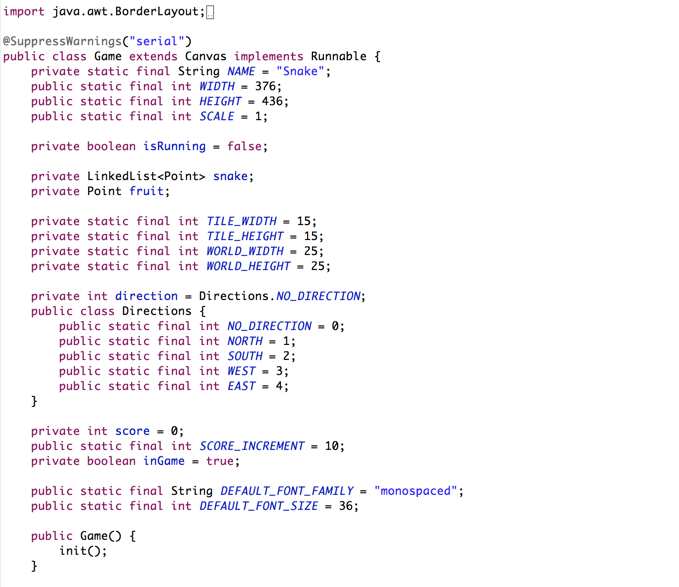 import java.awt.BorderLayout;
@SuppressWarnings("serial")
public class Game extends Canvas implements Runnable {
    private static final String NAME = "Snake";
    public static final int WIDTH = 376;
    public static final int HEIGHT = 436;
    public static final int SCALE = 1;
    private boolean isRunning = false;
    private LinkedList<Point> snake;
    private Point fruit;
    private static final int TILE_WIDTH = 15;
    private static final int TILE_HEIGHT = 15;
    private static final int WORLD_WIDTH = 25;
    private static final int WORLD_HEIGHT = 25;
    private int direction = Directions.NO_DIRECTION;
    public class Directions {
        public static final int NO_DIRECTION = 0;
        public static final int NORTH = 1;
        public static final int SOUTH = 2;
        public static final int WEST = 3;
        public static final int EAST = 4;
    }
    private int score = 0;
    public static final int SCORE_INCREMENT = 10;
    private boolean inGame = true;
    public static final String DEFAULT_FONT_FAMILY = "monospaced";
    public static final int DEFAULT_FONT_SIZE = 36;
    public Game() {
        init();
    }